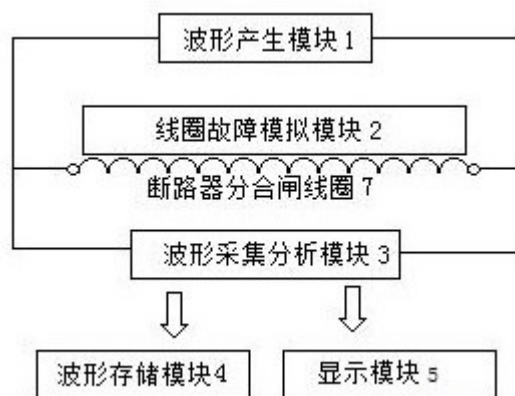 波形产生模块1
线圈故障模拟模块2
断路器分合闸线圈7
波形采集分析模块3
波形存储模块4
显示模块5